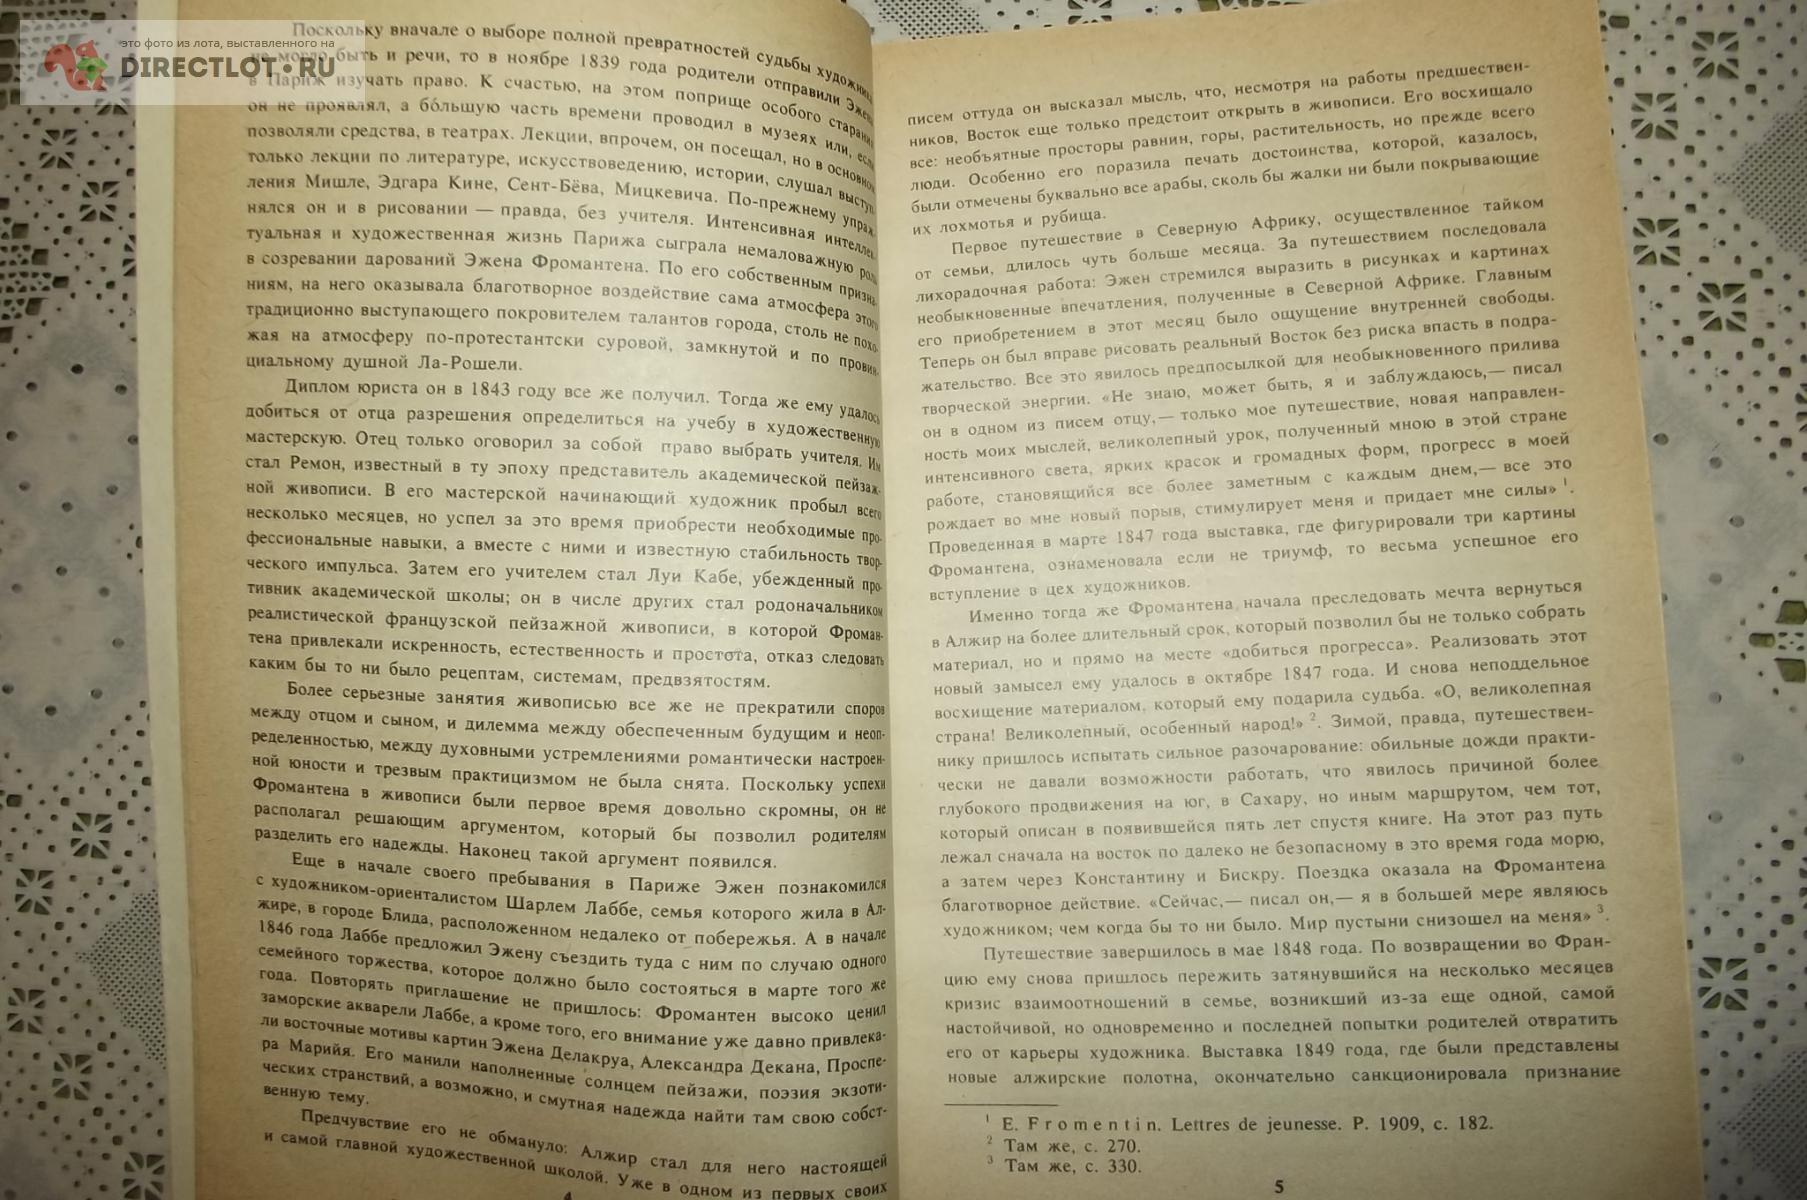 это фото из лота, выставленного на
DIRECTLOT.RU
Поскольку вначале о выборе полной превратностей судьбы художника
не могло быть и речи, то в ноябре 1839 года родители отправили Эжена
в Париж изучать право. К счастью, на этом поприще особого старания
он не проявлял, а бо́льшую часть времени проводил в музеях или, если
позволяли средства, в театрах. Лекции, впрочем, он посещал, но в основном
только лекции по литературе, искусствоведению, истории, слушал выступ-
ления Мишле, Эдгара Кине, Сент-Бёва, Мицкевича. По-прежнему упраж-
нялся он и в рисовании — правда, без учителя. Интенсивная интеллек-
туальная и художественная жизнь Парижа сыграла немаловажную роль
в созревании дарований Эжена Фромантена. По его собственным призна-
ниям, на него оказывала благотворное воздействие сама атмосфера этого
традиционно выступающего покровителем талантов города, столь не похо-
жая на атмосферу по-протестантски суровой, замкнутой и по провин-
циальному душной Ла-Рошели.
Диплом юриста он в 1843 году все же получил. Тогда же ему удалось
добиться от отца разрешения определиться на учебу в художественную
мастерскую. Отец только оговорил за собой право выбрать учителя. Им
стал Ремон, известный в ту эпоху представитель академической пейзаж-
ной живописи. В его мастерской начинающий художник пробыл всего
несколько месяцев, но успел за это время приобрести необходимые про-
фессиональные навыки, а вместе с ними и известную стабильность твор-
ческого импульса. Затем его учителем стал Луи Кабе, убежденный про-
тивник академической школы; он в числе других стал родоначальником
реалистической французской пейзажной живописи, в которой Фроман-
тена привлекали искренность, естественность и простота, отказ следовать
каким бы то ни было рецептам, системам, предвзятостям.
Более серьезные занятия живописью все же не прекратили споров
между отцом и сыном, и дилемма между обеспеченным будущим и неоп-
ределенностью, между духовными устремлениями романтически настроен-
ной юности и трезвым практицизмом не была снята. Поскольку успехи
Фромантена в живописи были первое время довольно скромны, он не
располагал решающим аргументом, который бы позволил родителям
разделить его надежды. Наконец такой аргумент появился.
Еще в начале своего пребывания в Париже Эжен познакомился
с художником-ориенталистом Шарлем Лаббе, семья которого жила в Ал-
жире, в городе Блида, расположенном недалеко от побережья. А в начале
1846 года Лаббе предложил Эжену съездить туда с ним по случаю одного
семейного торжества, которое должно было состояться в марте того же
года. Повторять приглашение не пришлось: Фромантен высоко ценил
заморские акварели Лаббе, а кроме того, его внимание уже давно привлека-
ли восточные мотивы картин Эжена Делакруа, Александра Декана, Проспе-
ра Марийя. Его манили наполненные солнцем пейзажи, поэзия экзоти-
ческих странствий, а возможно, и смутная надежда найти там свою собст-
венную тему.
Предчувствие его не обмануло: Алжир стал для него настоящей
и самой главной художественной школой. Уже в одном из первых своих
4
писем оттуда он высказал мысль, что, несмотря на работы предшествен-
ников, Восток еще только предстоит открыть в живописи. Его восхищало
все: необъятные просторы равнин, горы, растительность, но прежде всего
люди. Особенно его поразила печать достоинства, которой, казалось,
были отмечены буквально все арабы, сколь бы жалки ни были покрывающие
их лохмотья и рубища.
Первое путешествие в Северную Африку, осуществленное тайком
от семьи, длилось чуть больше месяца. За путешествием последовала
лихорадочная работа: Эжен стремился выразить в рисунках и картинах
необыкновенные впечатления, полученные в Северной Африке. Главным
его приобретением в этот месяц было ощущение внутренней свободы.
Теперь он был вправе рисовать реальный Восток без риска впасть в подра-
жательство. Все это явилось предпосылкой для необыкновенного прилива
творческой энергии. «Не знаю, может быть, я и заблуждаюсь,— писал
он в одном из писем отцу,— только мое путешествие, новая направлен-
ность моих мыслей, великолепный урок, полученный мною в этой стране
интенсивного света, ярких красок и громадных форм, прогресс в моей
работе, становящийся все более заметным с каждым днем,— все это
рождает во мне новый порыв, стимулирует меня и придает мне силы» 1.
Проведенная в марте 1847 года выставка, где фигурировали три картины
Фромантена, ознаменовала если не триумф, то весьма успешное его
вступление в цех художников.
Именно тогда же Фромантена начала преследовать мечта вернуться
в Алжир на более длительный срок, который позволил бы не только собрать
материал, но и прямо на месте «добиться прогресса». Реализовать этот
новый замысел ему удалось в октябре 1847 года. И снова неподдельное
восхищение материалом, который ему подарила судьба. «О, великолепная
страна! Великолепный, особенный народ!» 2. Зимой, правда, путешествен-
нику пришлось испытать сильное разочарование: обильные дожди практи-
чески не давали возможности работать, что явилось причиной более
глубокого продвижения на юг, в Сахару, но иным маршрутом, чем тот,
который описан в появившейся пять лет спустя книге. На этот раз путь
лежал сначала на восток по далеко не безопасному в это время года морю,
а затем через Константину и Бискру. Поездка оказала на Фромантена
благотворное действие. «Сейчас,— писал он,— я в большей мере являюсь
художником; чем когда бы то ни было. Мир пустыни снизошел на меня» 3.
Путешествие завершилось в мае 1848 года. По возвращении во Фран-
цию ему снова пришлось пережить затянувшийся на несколько месяцев
кризис взаимоотношений в семье, возникший из-за еще одной, самой
настойчивой, но одновременно и последней попытки родителей отвратить
его от карьеры художника. Выставка 1849 года, где были представлены
новые алжирские полотна, окончательно санкционировала признание
1 E. Fromentin. Lettres de jeunesse. P. 1909, с. 182.
2 Там же, с. 270.
3 Там же, с. 330.
5